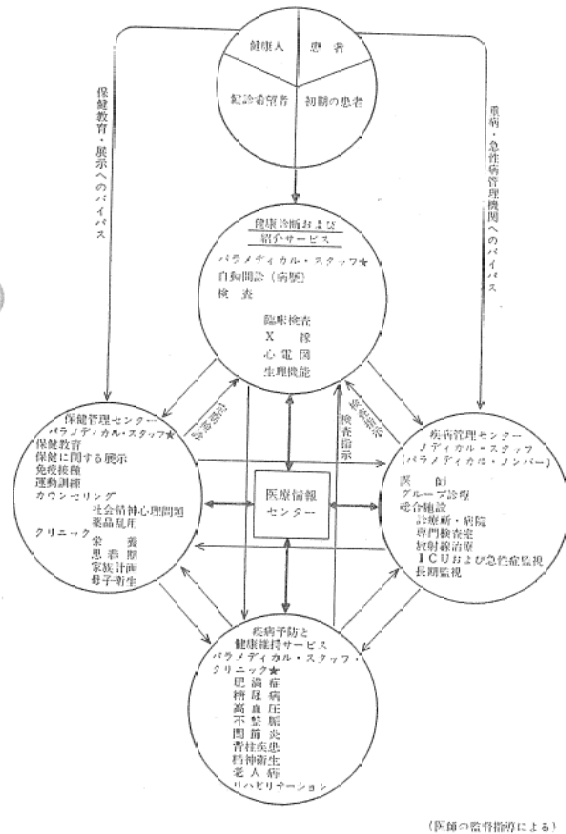 健康人
患者
健診希望者
初期の患者
保健教育・展示へのバイパス
重病・急性病管理機関へのバイパス
健康診断および
紹介サービス
パラメディカル・スタッフ★
自動問診（病歴）
検査
臨床検査
X線
心電図
生理機能
検査指示
検査指示
保健管理センター
パラメディカル・スタッフ★
保健教育
保健に関する展示
免疫接種
運動訓練
カウンセリング
社会精神心理問題
薬品乱用
クリニック
栄養
思春期
家族計画
母子衛生
医療情報
センター
疾病管理センター
メディカル・スタッフ
(パラメディカル・メンバー)
医師
グループ診療
総合施設
診療所・病院
専門検査室
放射線治療
ICUおよび急性症監視
長期監視
疾病予防と
健康維持サービス
パラメディカル・スタッフ・
クリニック★
肥満症
糖尿病
高血圧
不整脈
関節炎
脊柱疾患
精神衛生
老人病
リハビリテーション
(医師の監督指導による)